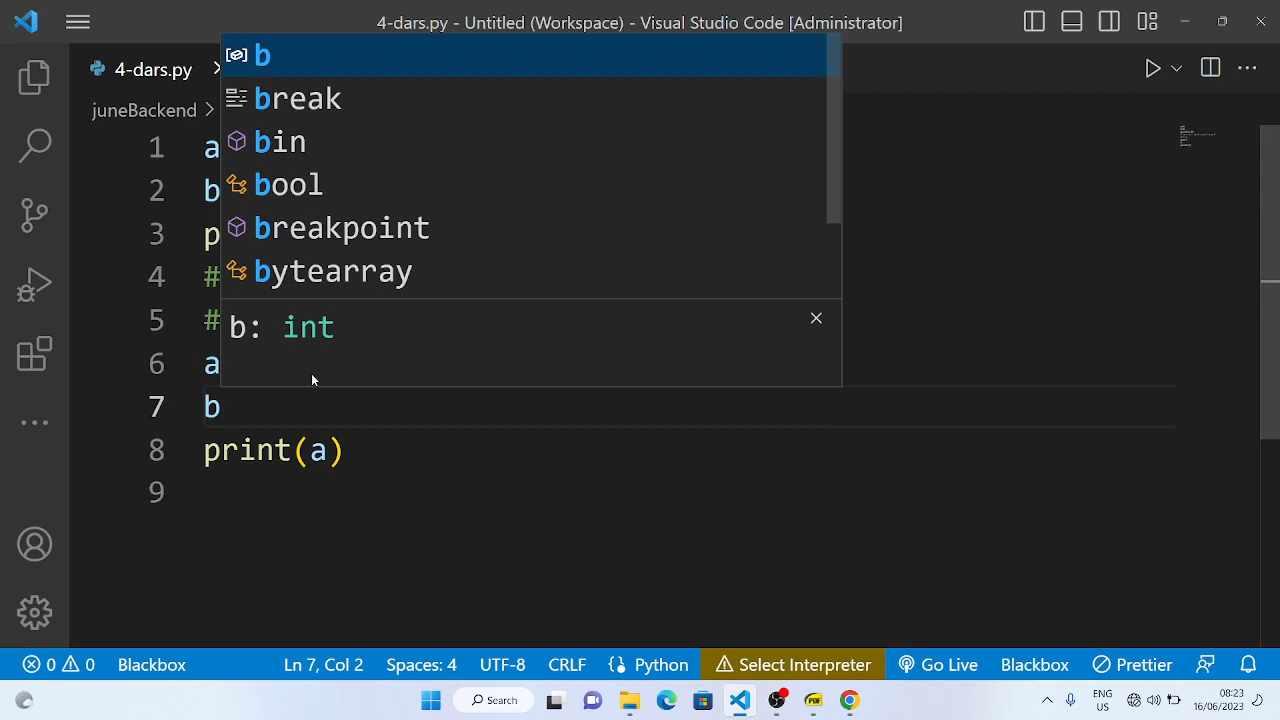 4-dars.py - Untitled (Workspace) - Visual Studio Code [Administrator]
4-dars.py
juneBackend
b
break
bin
bool
breakpoint
bytearray
b: int
1 a
2 b
3 p
4 #
5 #
6 a
7 b
8 print(a)
9
0 0 Blackbox Ln 7, Col 2 Spaces: 4 UTF-8 CRLF Python Select Interpreter Go Live Blackbox Prettier
Search
ENG
US
08:23
16/06/2023